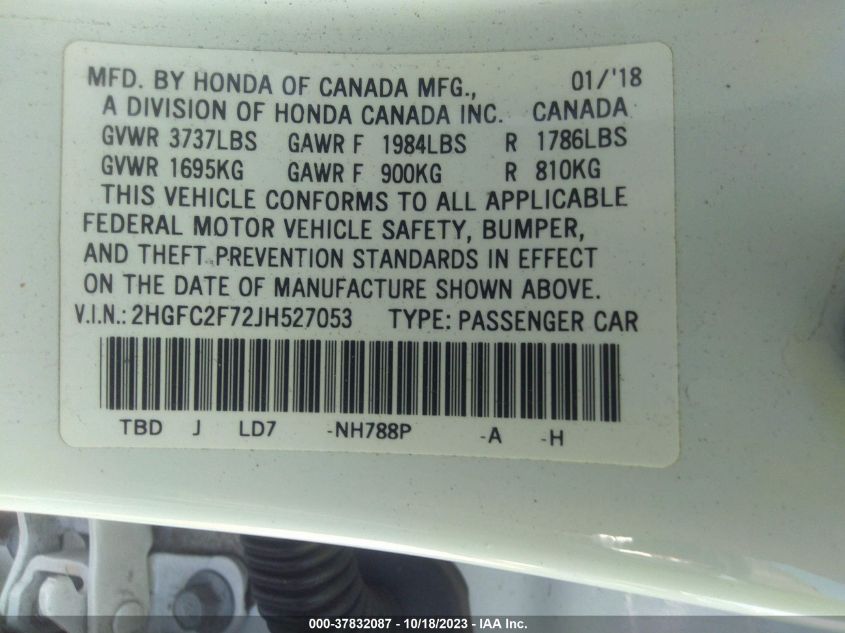 MFD. BY HONDA OF CANADA MFG., 01/'18
A DIVISION OF HONDA CANADA INC. CANADA
GVWR 3737LBS GAWR F 1984LBS R 1786LBS
GVWR 1695KG GAWR F 900KG R 810KG
THIS VEHICLE CONFORMS TO ALL APPLICABLE
FEDERAL MOTOR VEHICLE SAFETY, BUMPER,
AND THEFT PREVENTION STANDARDS IN EFFECT
ON THE DATE OF MANUFACTURE SHOWN ABOVE.
V.I.N.: 2HGFC2F72JH527053 TYPE: PASSENGER CAR
TBD J LD7 -NH788P -A -H
000-37832087 - 10/18/2023 - IAA Inc.